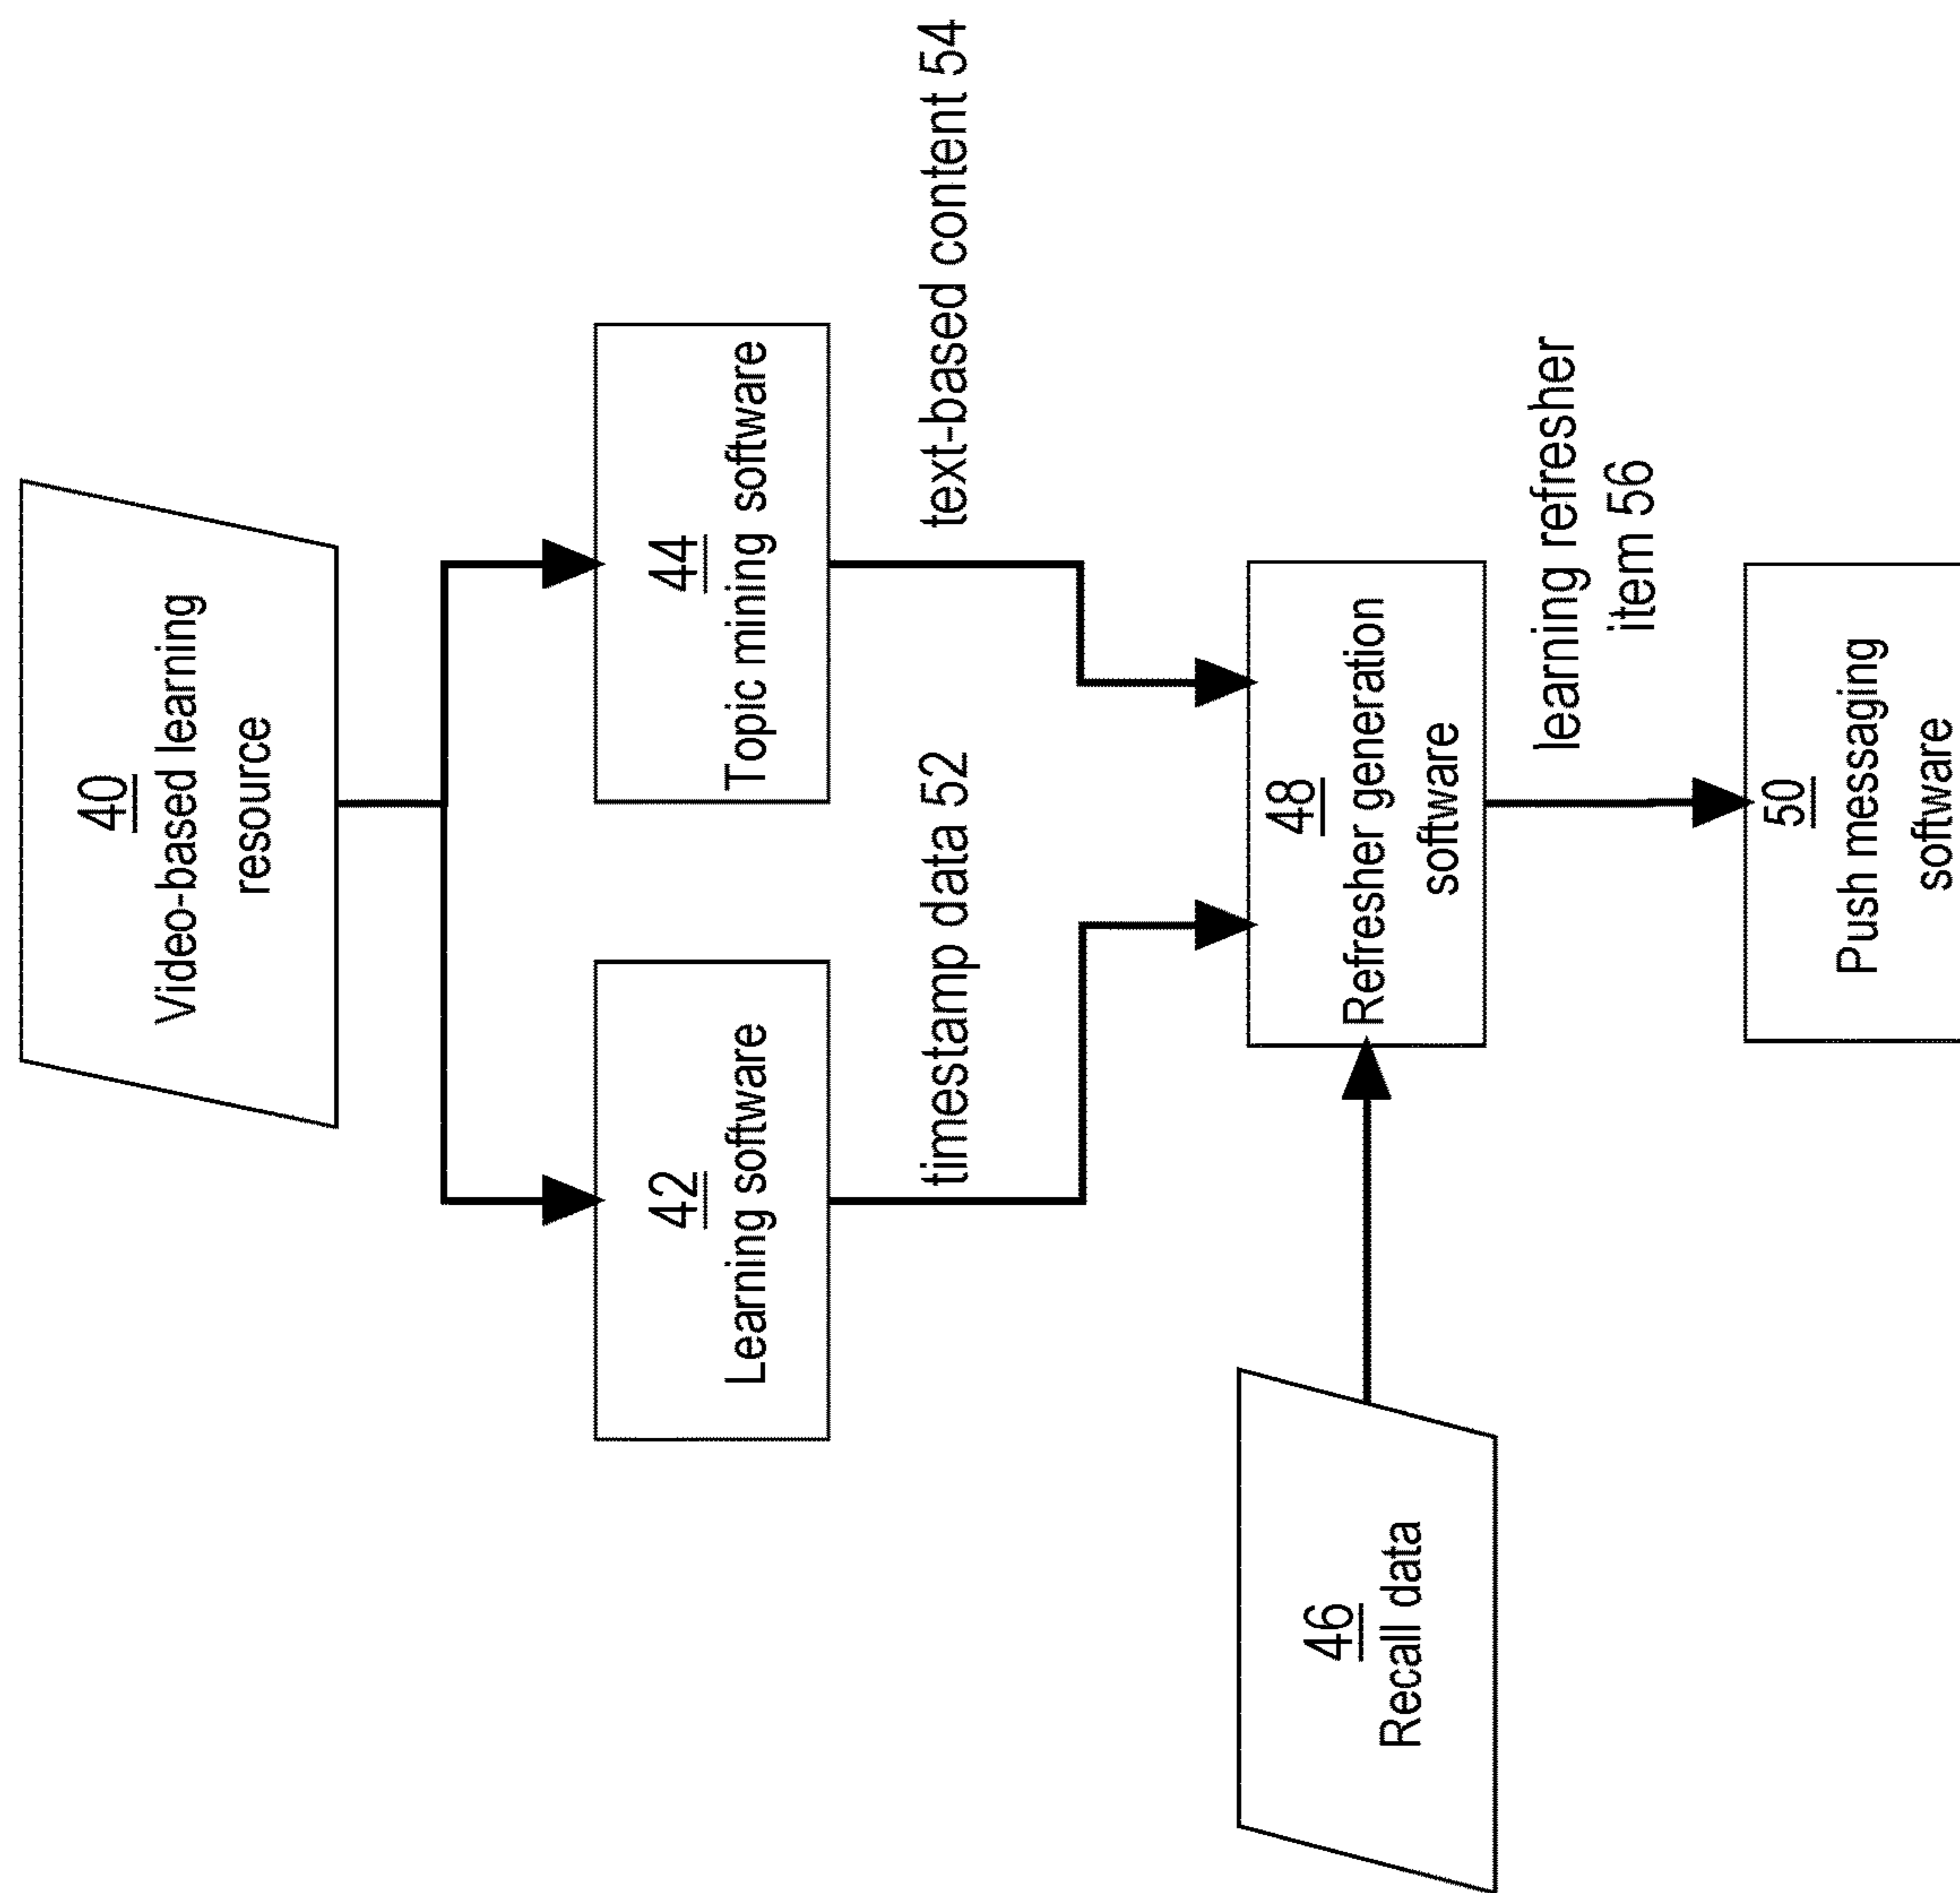 40
Video-based learning
resource
42
Learning software
44
Topic mining software
timestamp data 52
text-based content 54
46
Recall data
48
Refresher generation
software
learning refresher
item 56
50
Push messaging
software